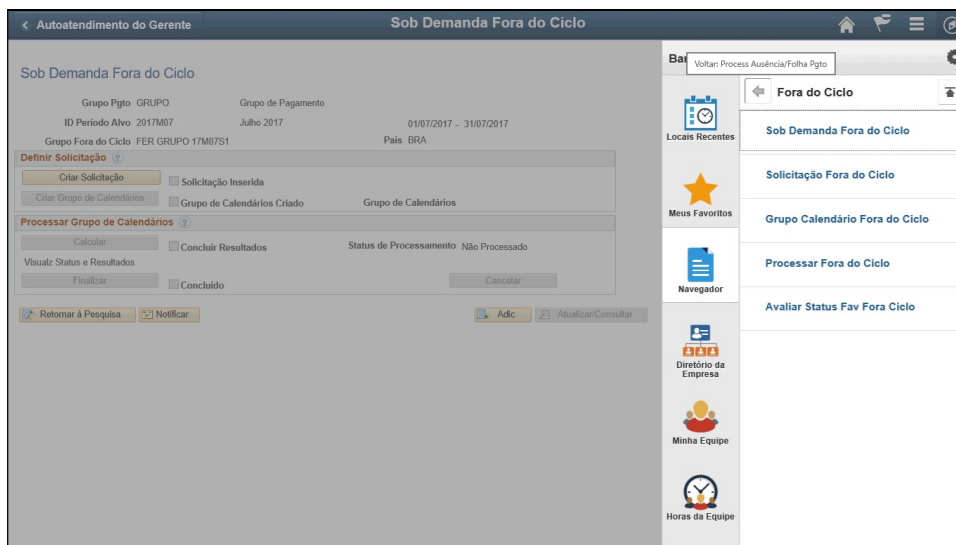 Autoatendimento do Gerente
Sob Demanda Fora do Ciclo
Sob Demanda Fora do Ciclo
Grupo Pgto GRUPO Grupo de Pagamento
ID Período Alvo 2017M07 Julho 2017 01/07/2017 - 31/07/2017
Grupo Fora do Ciclo FER GRUPO 17M07S1 País BRA
Definir Solicitação
Criar Solicitação Solicitação Inserida
Criar Grupo de Calendários Grupo de Calendários Criado Grupo de Calendários
Processar Grupo de Calendários
Calcular Concluir Resultados Status de Processamento Não Processado
Visualz Status e Resultados
Finalizar Concluído Cancelar
Retornar à Pesquisa Notificar Adic Atualizar/Consultar
Voltar: Process Ausência/Folha Pgto
Locais Recentes
Meus Favoritos
Navegador
Diretório da
Empresa
Minha Equipe
Horas da Equipe
Fora do Ciclo
Sob Demanda Fora do Ciclo
Solicitação Fora do Ciclo
Grupo Calendário Fora do Ciclo
Processar Fora do Ciclo
Avaliar Status Fav Fora Ciclo